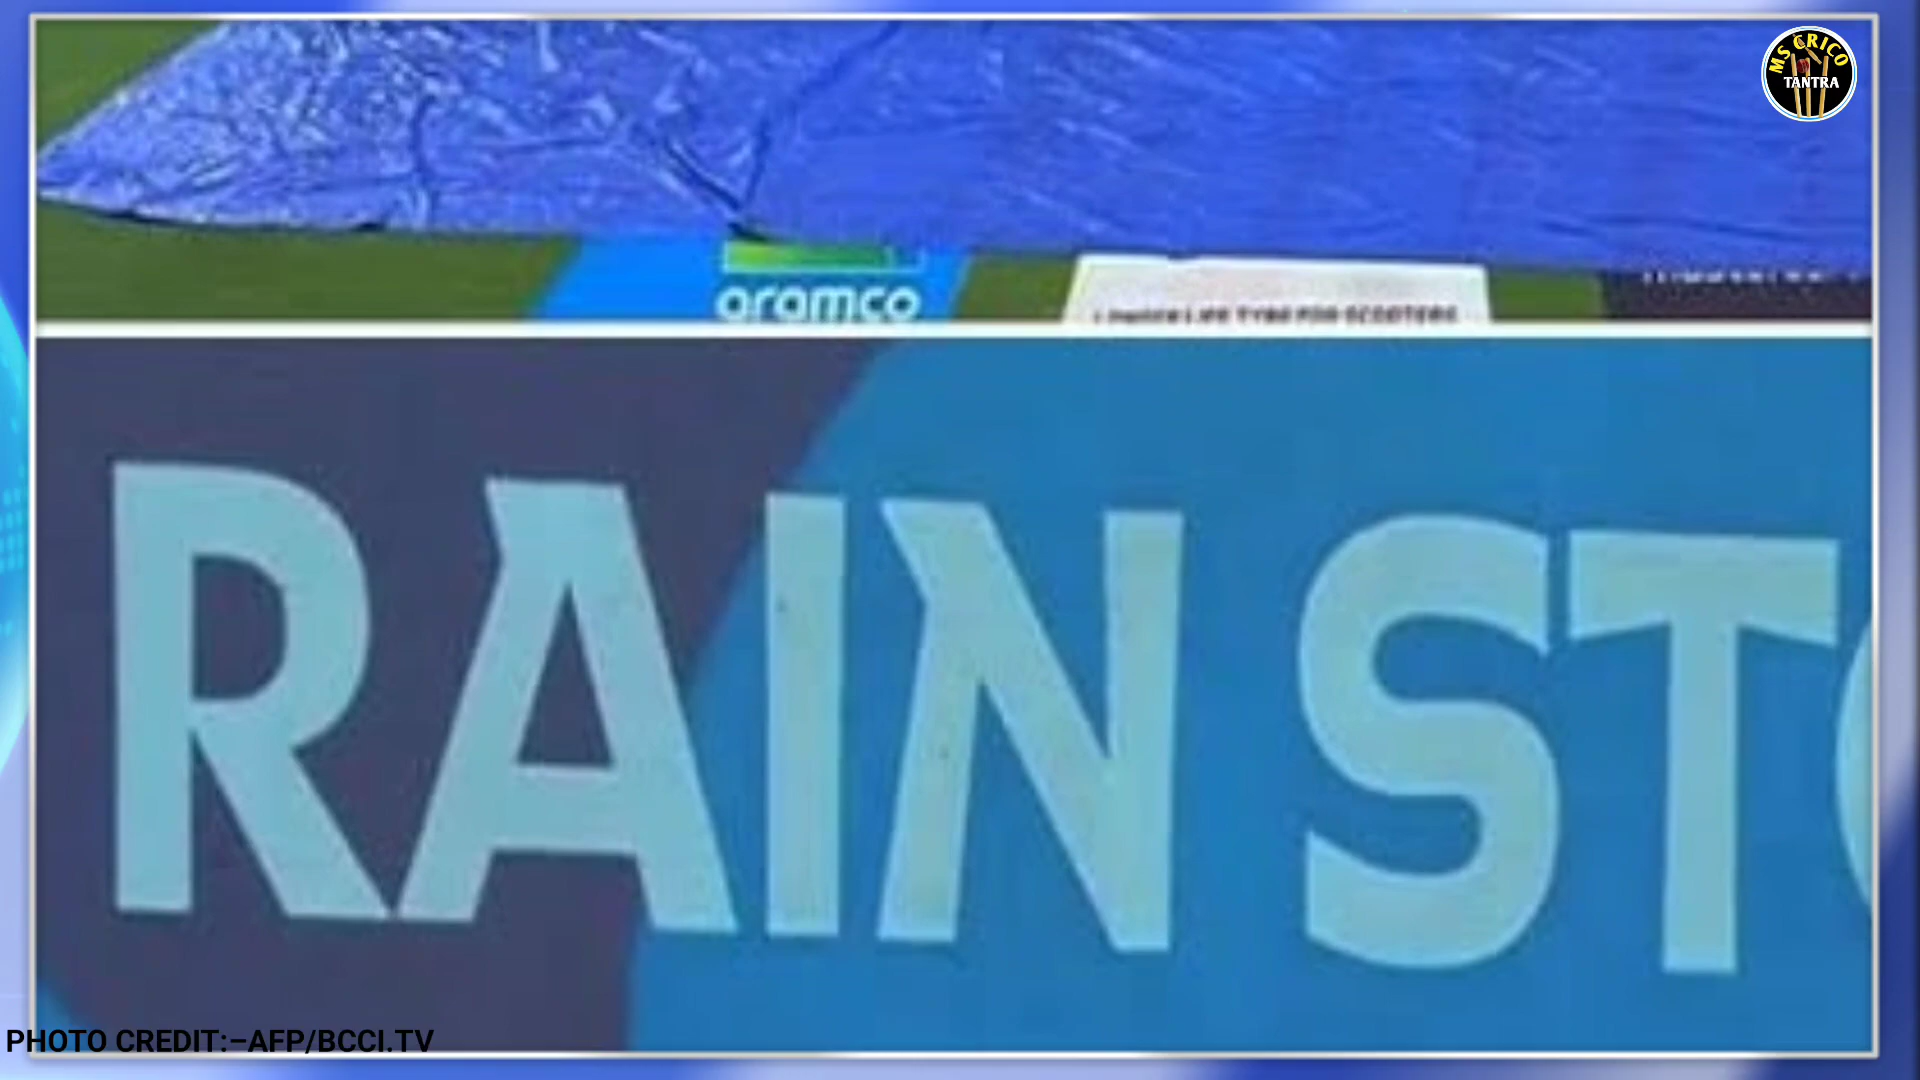 MS CRICO
TANTRA
aramco
RAIN ST
PHOTO CREDIT:–AFP/BCCI.TV